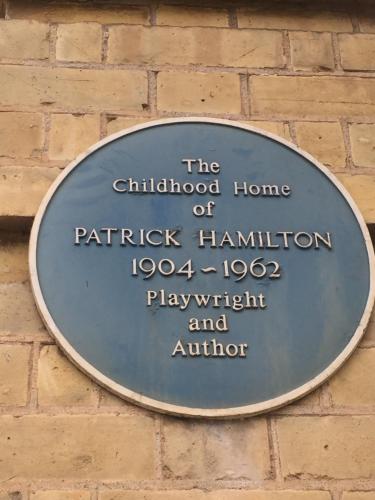 The
Childhood Home
of
PATRICK HAMILTON
1904~1962
Playwright
and
Author